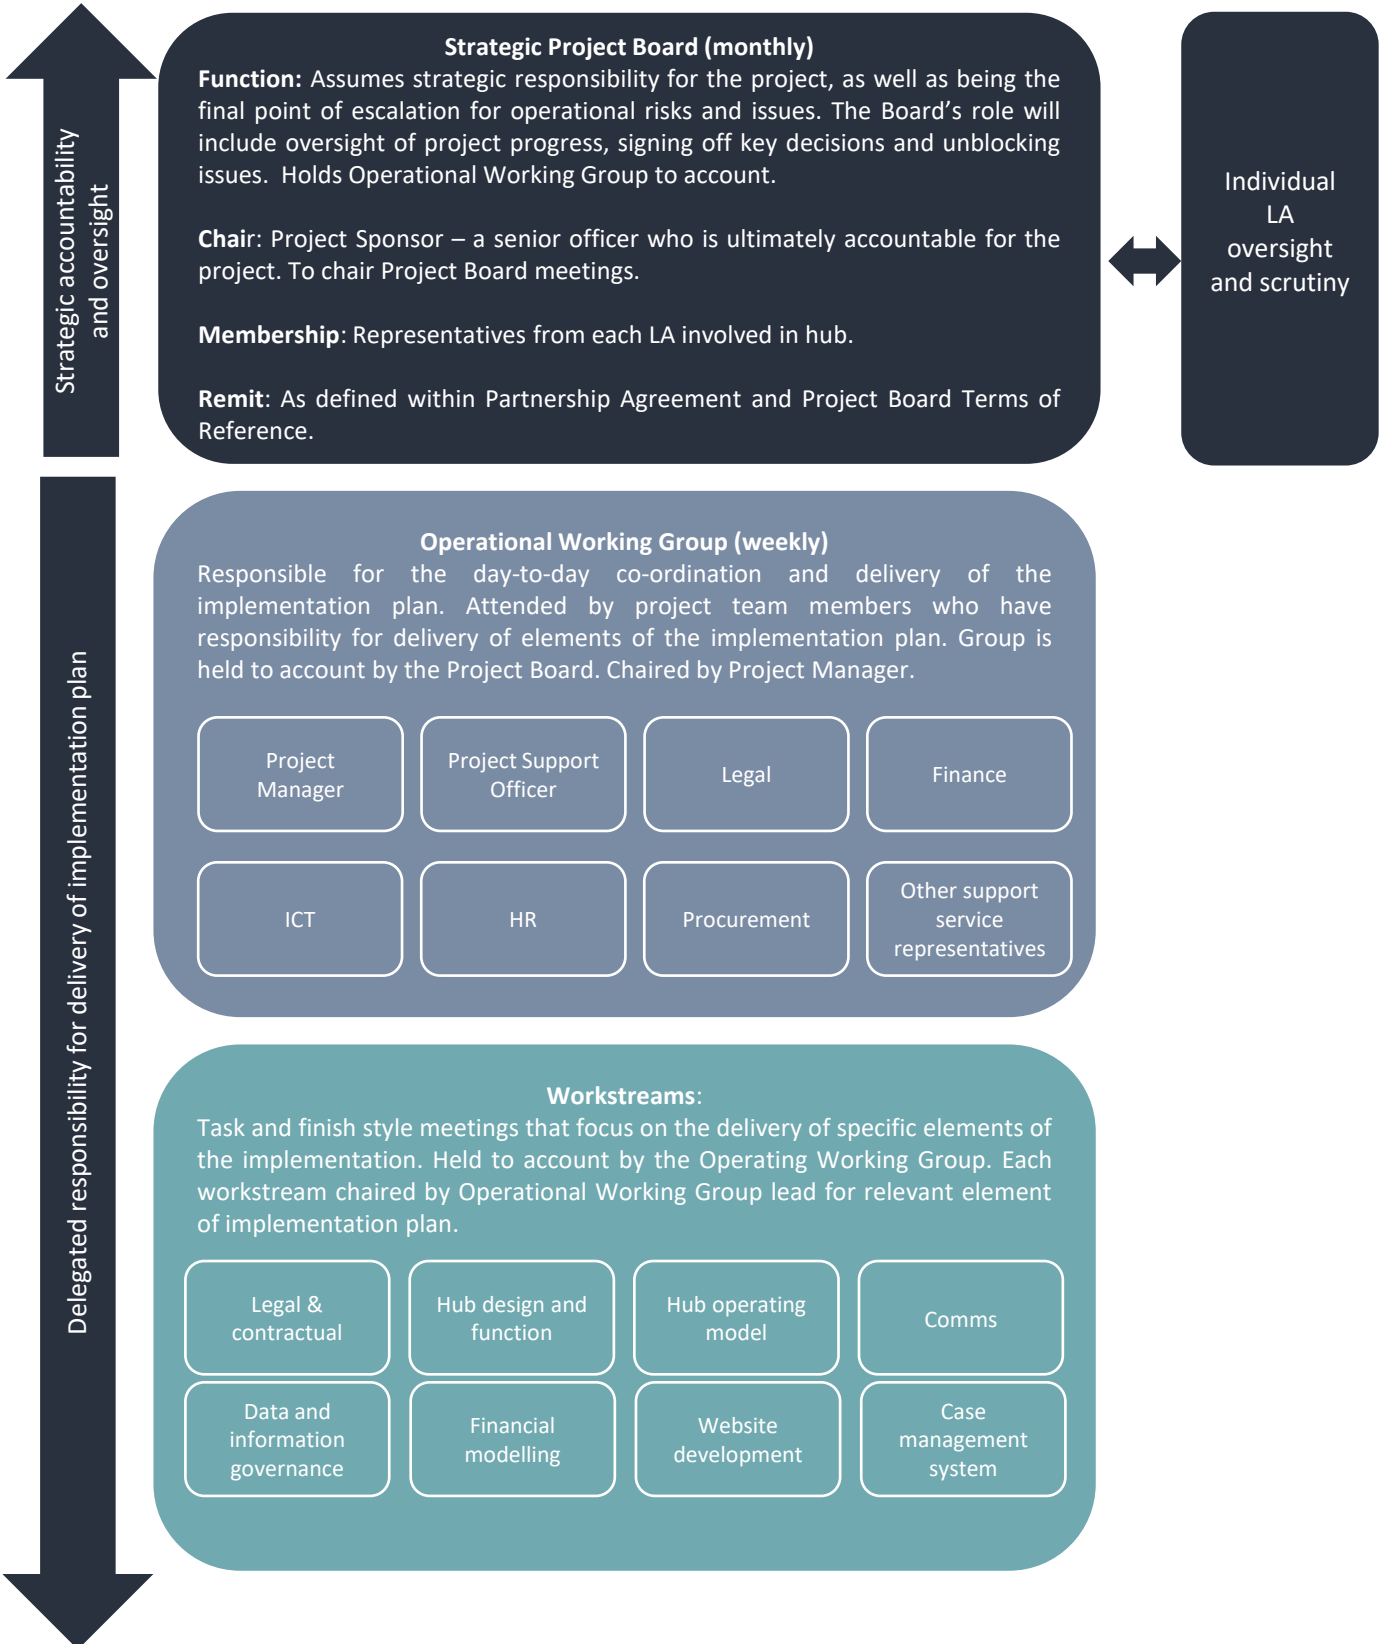 Strategic accountability
and oversight
Strategic Project Board (monthly)
Function: Assumes strategic responsibility for the project, as well as being the
final point of escalation for operational risks and issues. The Board’s role will
include oversight of project progress, signing off key decisions and unblocking
issues.  Holds Operational Working Group to account.
Chair: Project Sponsor – a senior officer who is ultimately accountable for the
project. To chair Project Board meetings.
Membership: Representatives from each LA involved in hub.
Remit: As defined within Partnership Agreement and Project Board Terms of
Reference.
Individual
LA
oversight
and scrutiny
Delegated responsibility for delivery of implementation plan
Operational Working Group (weekly)
Responsible for the day-to-day co-ordination and delivery of the
implementation plan. Attended by project team members who have
responsibility for delivery of elements of the implementation plan. Group is
held to account by the Project Board. Chaired by Project Manager.
Project
Manager
Project Support
Officer
Legal
Finance
ICT
HR
Procurement
Other support
service
representatives
Workstreams:
Task and finish style meetings that focus on the delivery of specific elements of
the implementation. Held to account by the Operating Working Group. Each
workstream chaired by Operational Working Group lead for relevant element
of implementation plan.
Legal &
contractual
Hub design and
function
Hub operating
model
Comms
Data and
information
governance
Financial
modelling
Website
development
Case
management
system